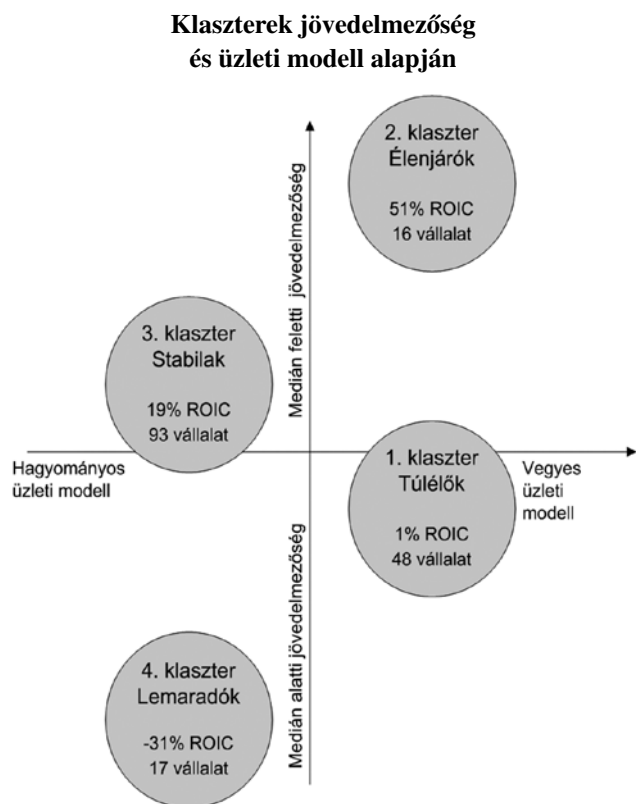 Klaszterek jövedelmezőség
és üzleti modell alapján
2. klaszter
Élenjárók
51% ROIC
16 vállalat
Medián feletti jövedelmezőség
3. klaszter
Stabilak
19% ROIC
93 vállalat
Hagyományos
üzleti modell
1. klaszter
Túlélők
1% ROIC
48 vállalat
Vegyes
üzleti
modell
Medián alatti jövedelmezőség
4. klaszter
Lemaradók
-31% ROIC
17 vállalat